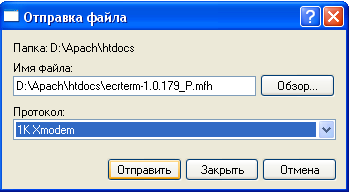 Отправка файла
Папка: D:\Apach\htdocs
Имя файла:
D:\Apach\htdocs\ecrterm-1.0.179_P.mfh
Обзор...
Протокол:
1K Xmodem
Отправить Закрыть Отмена